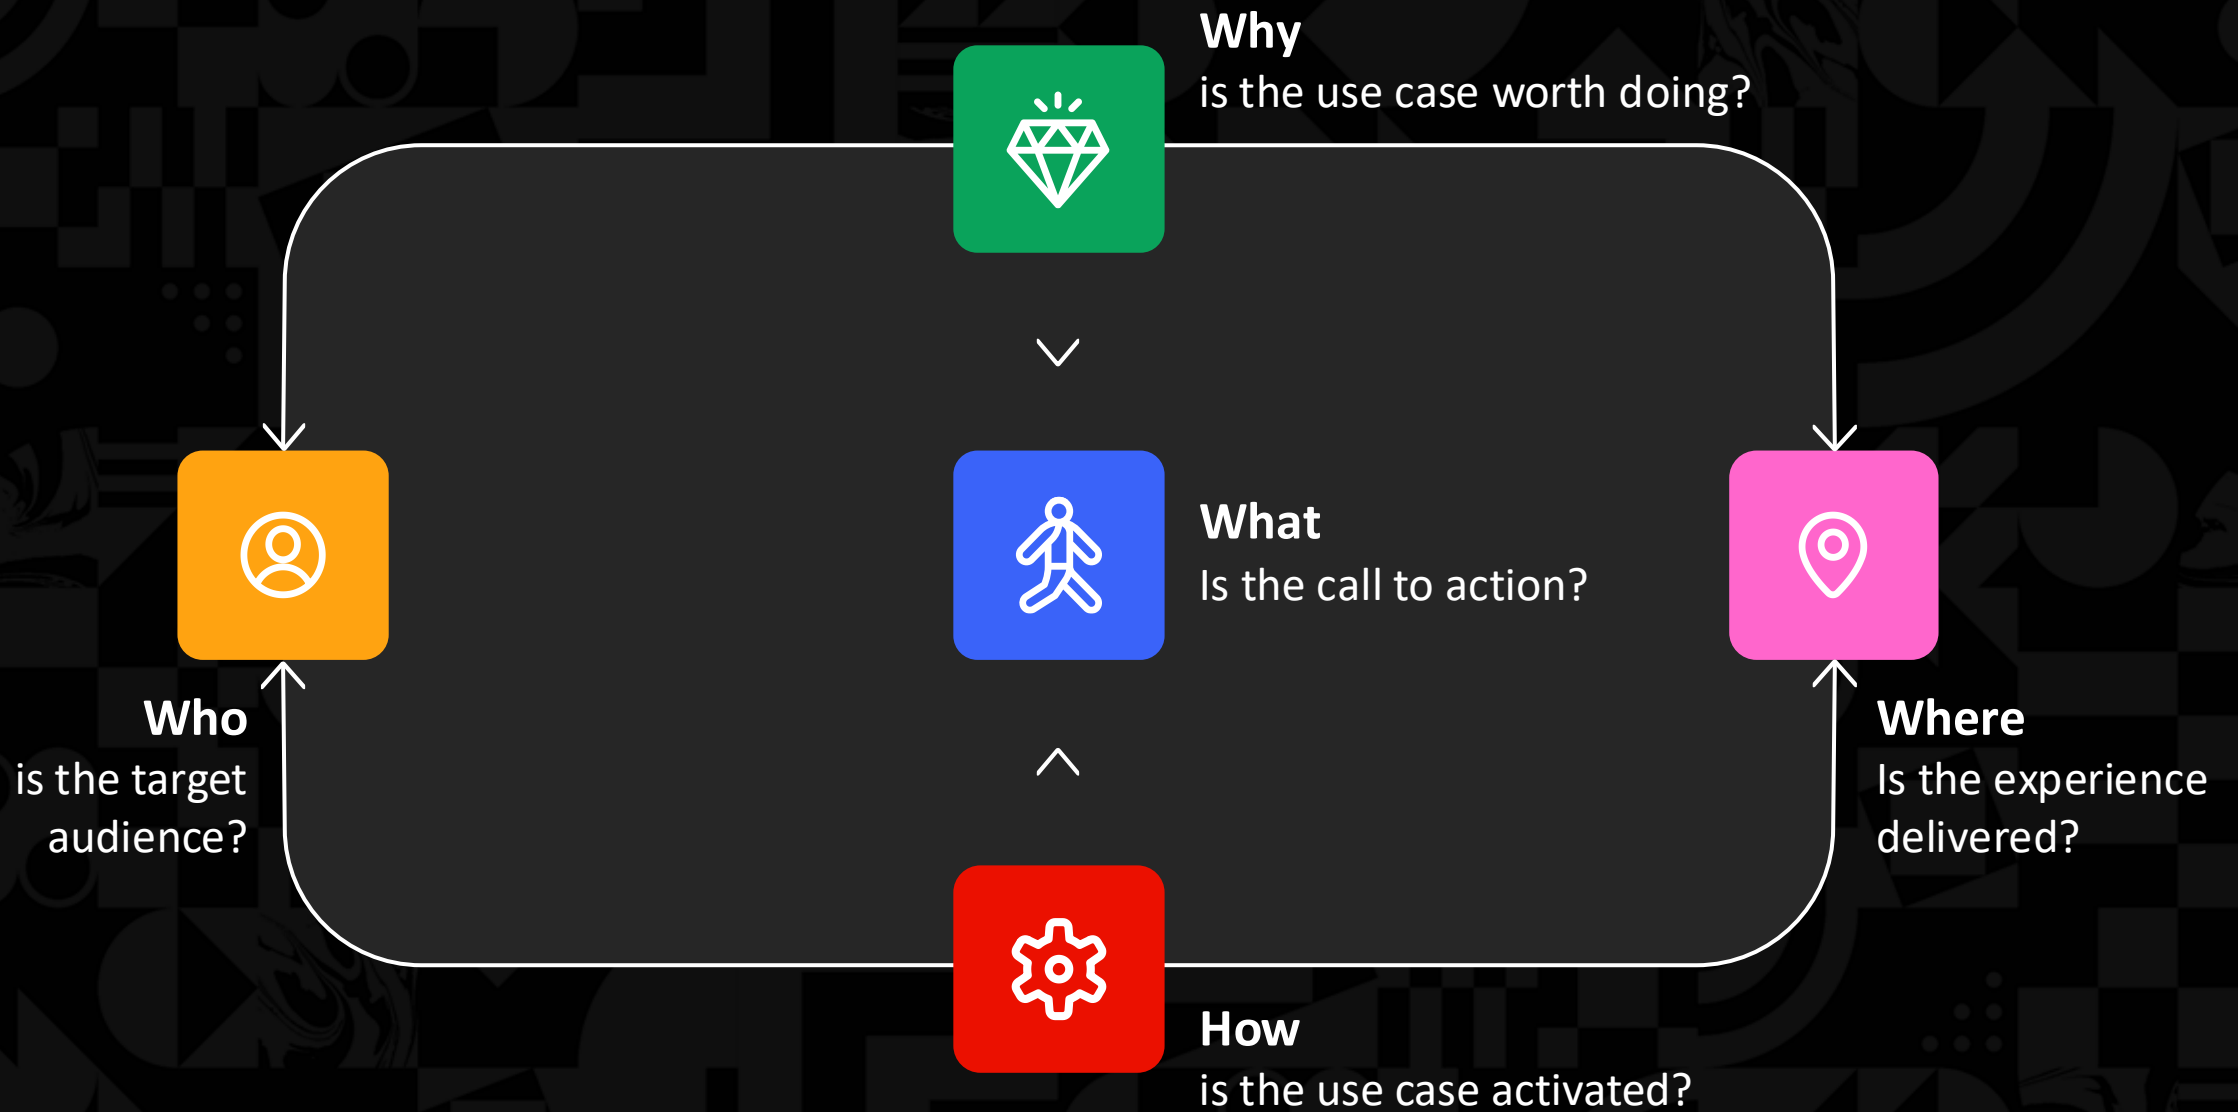 Why
is the use case worth doing?
What
Is the call to action?
Who
is the target
audience?
Where
Is the experience
delivered?
How
is the use case activated?